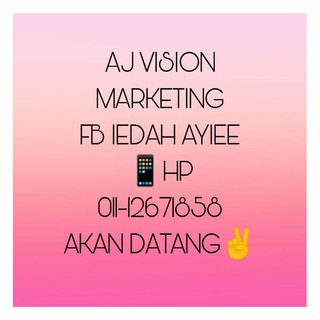 AJ VISION
MARKETING
FB IEDAH AYIEE
📱 HP
011-12671858
AKAN DATANG ✌